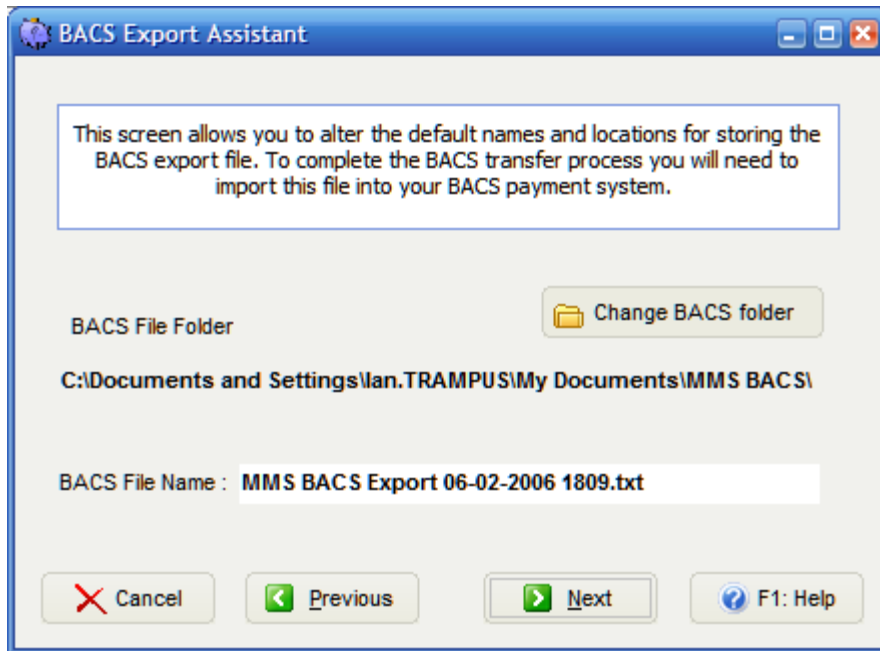 BACS Export Assistant
This screen allows you to alter the default names and locations for storing the
BACS export file. To complete the BACS transfer process you will need to
import this file into your BACS payment system.
Change BACS folder
BACS File Folder
C:\Documents and Settings\Ian.TRAMPUS\My Documents\MMS BACS\
BACS File Name : MMS BACS Export 06-02-2006 1809.txt
Cancel Previous Next F1: Help